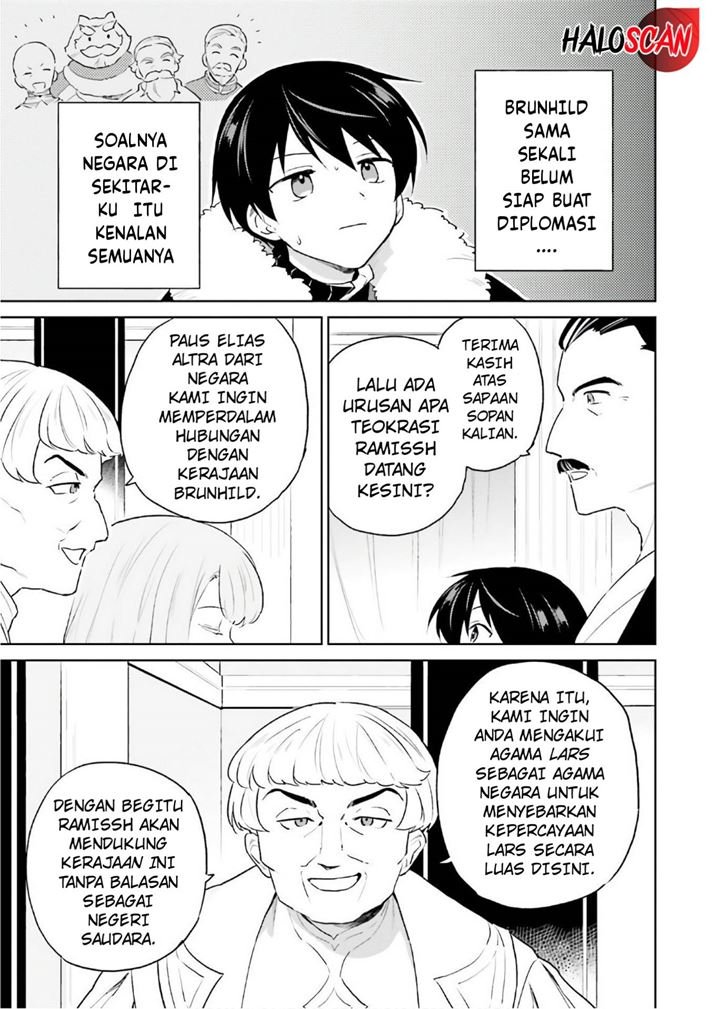 HALOSCAN
BRUNHILD
SAMA
SEKALI
BELUM
SIAP BUAT
DIPLOMASI
....
SOALNYA
NEGARA DI
SEKITAR-
KU ITU
KENALAN
SEMUANYA
TERIMA
KASIH
ATAS
SAPAAN
SOPAN
KALIAN.
LALU ADA
URUSAN APA
TEOKRASI
RAMISSH
DATANG
KESINI?
PAUS ELIAS
ALTRA DARI
NEGARA
KAMI INGIN
MEMPERDALAM
HUBUNGAN
DENGAN
KERAJAAN
BRUNHILD.
KARENA ITU,
KAMI INGIN
ANDA MENGAKUI
AGAMA LARS
SEBAGAI AGAMA
NEGARA UNTUK
MENYEBARKAN
KEPERCAYAAN
LARS SECARA
LUAS DISINI.
DENGAN BEGITU
RAMISSH AKAN
MENDUKUNG
KERAJAAN INI
TANPA BALASAN
SEBAGAI
NEGERI
SAUDARA.